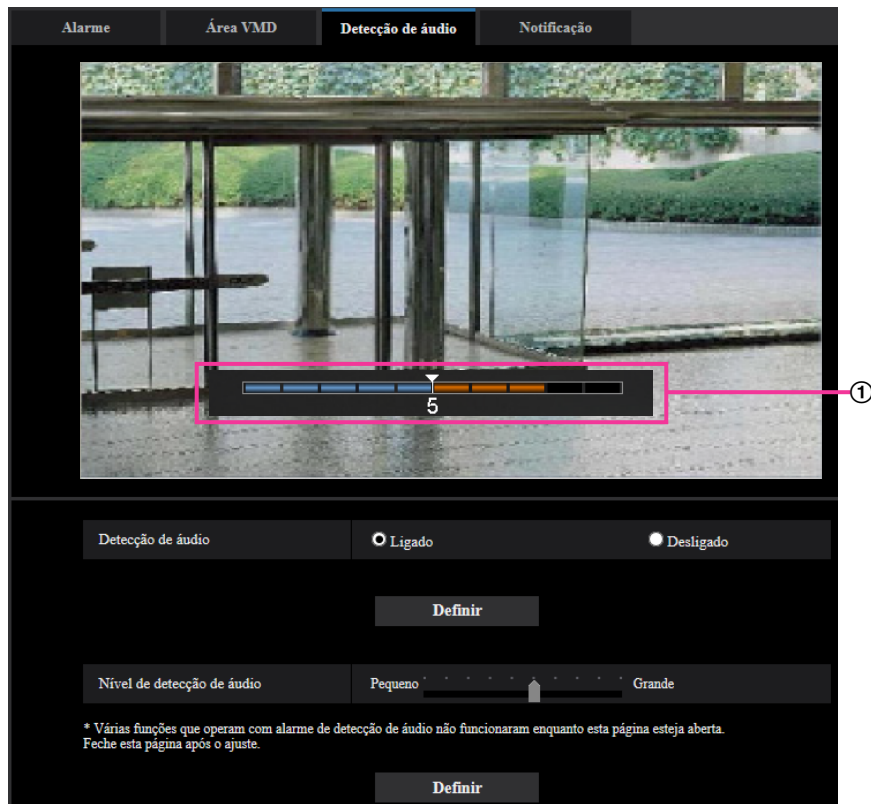 Alarme Área VMD Detecção de áudio Notificação
5
①
Detecção de áudio Ligado Desligado
Definir
Nível de detecção de áudio Pequeno Grande
* Várias funções que operam com alarme de detecção de áudio não funcionaram enquanto esta página esteja aberta.
Feche esta página após o ajuste.
Definir